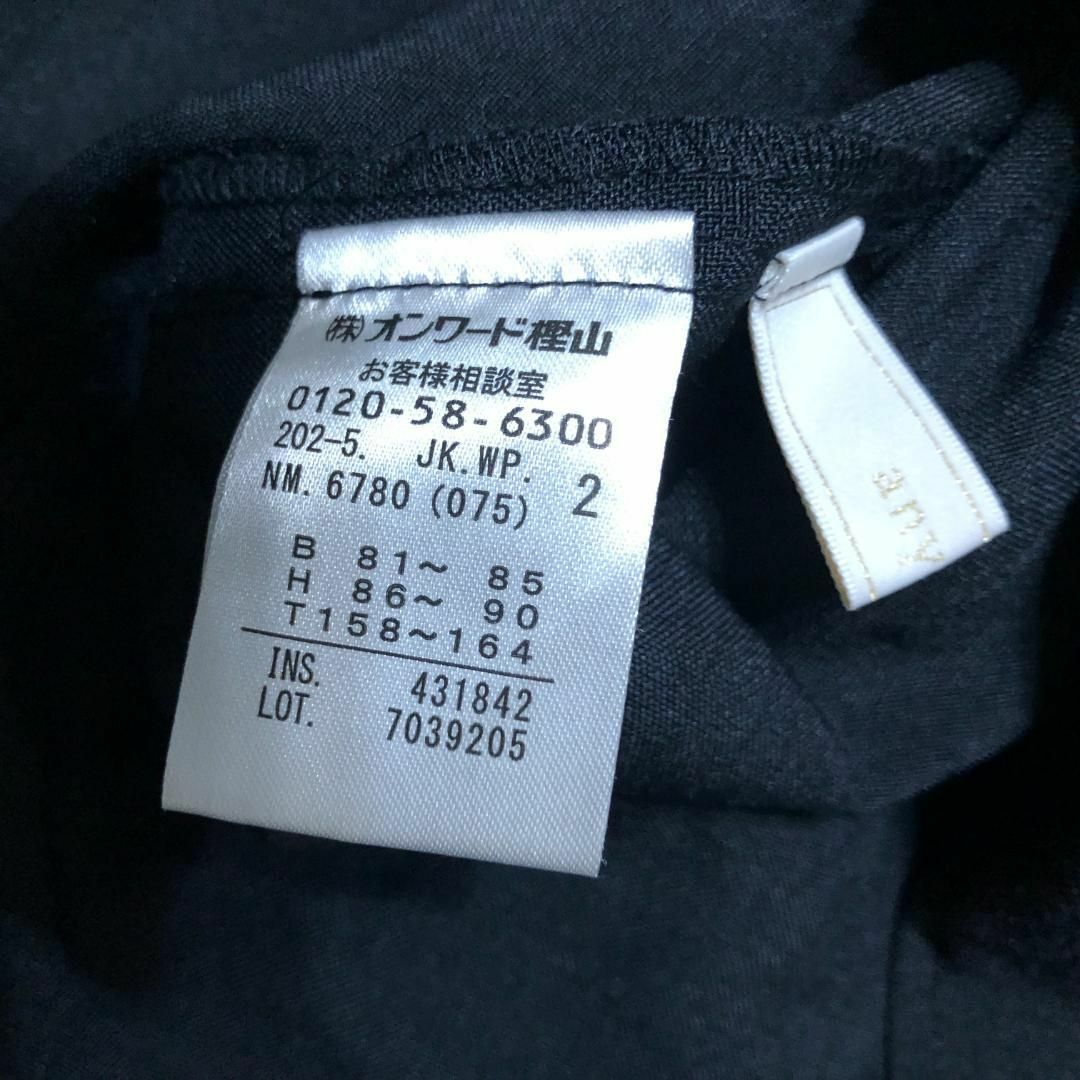 ㈱オンワード樫山
お客様相談室
0120-58-6300
202-5. JK.WP. 2
NM. 6780 (075)
B 81～ 85
H 86～ 90
T158～164
INS. 431842
LOT. 7039205
any